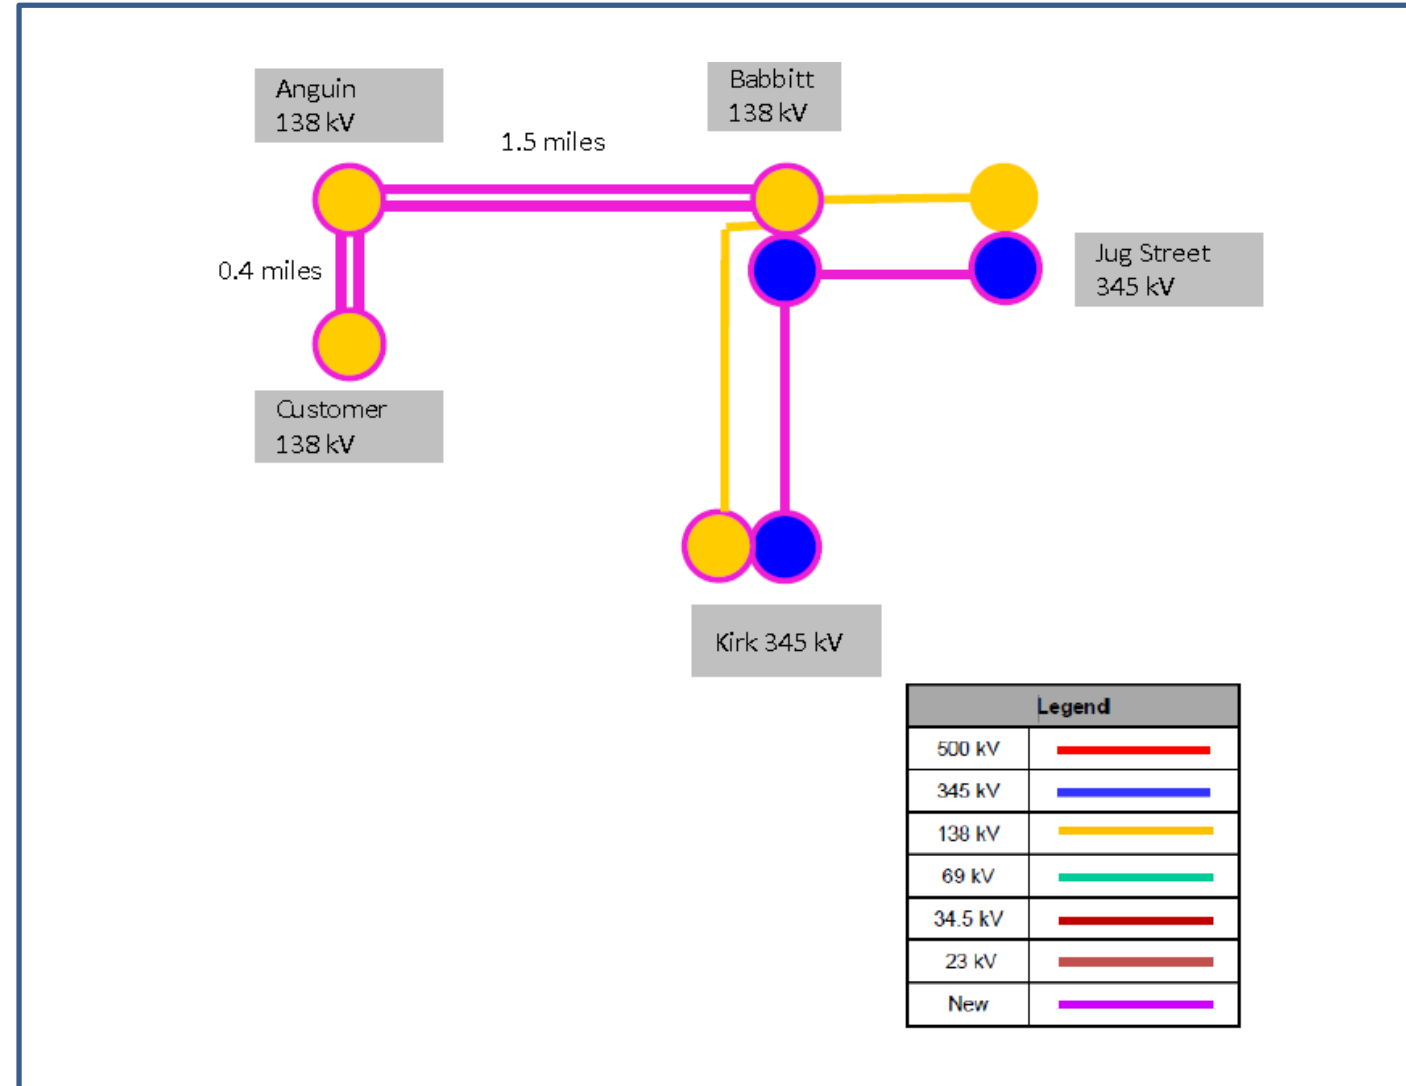 Anguin
138 kV
Babbitt
138 kV
1.5 miles
0.4 miles
Jug Street
345 kV
Customer
138 kV
Kirk 345 kV
Legend
500 kV
345 kV
138 kV
69 kV
34.5 kV
23 kV
New